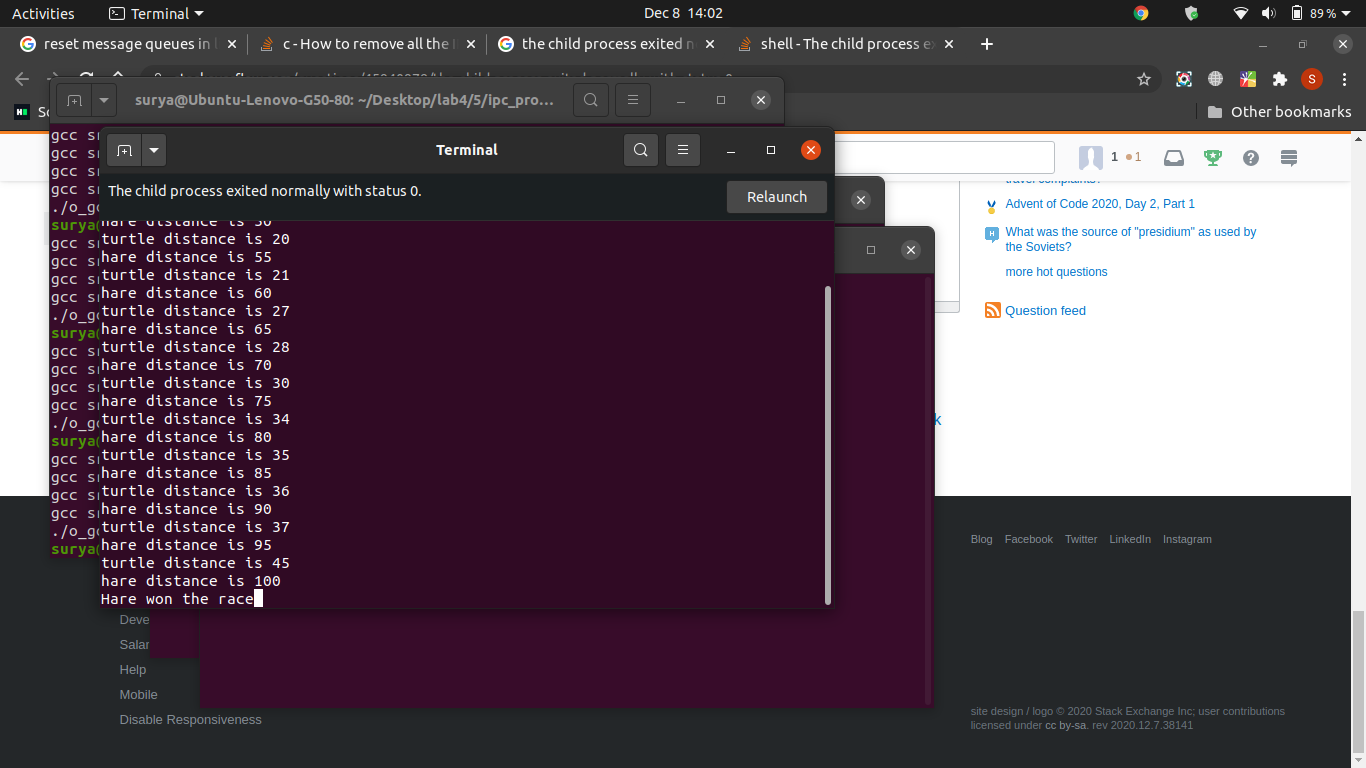 Activities Terminal Dec 8 14:02 89 %
reset message queues in l
c - How to remove all the
the child process exited n
shell - The child process e
surya@Ubuntu-Lenovo-G50-80: ~/Desktop/lab4/5/ipc_pro...
S
Other bookmarks
Terminal
The child process exited normally with status 0.
Relaunch
turtle distance is 20
hare distance is 55
turtle distance is 21
hare distance is 60
turtle distance is 27
hare distance is 65
turtle distance is 28
hare distance is 70
turtle distance is 30
hare distance is 75
turtle distance is 34
hare distance is 80
turtle distance is 35
hare distance is 85
turtle distance is 36
hare distance is 90
turtle distance is 37
hare distance is 95
turtle distance is 45
hare distance is 100
Hare won the race
gcc
gcc
gcc
gcc
./o_g
surya@
gcc
gcc
gcc
gcc
./o_g
surya@
gcc
gcc
gcc
gcc
./o_g
surya@
gcc
gcc
gcc
gcc
./o_g
surya@
1 •1
Advent of Code 2020, Day 2, Part 1
What was the source of "presidium" as used by
the Soviets?
more hot questions
Question feed
k
Blog Facebook Twitter LinkedIn Instagram
Deve
Salar
Help
Mobile
Disable Responsiveness
site design / logo © 2020 Stack Exchange Inc; user contributions
licensed under cc by-sa. rev 2020.12.7.38141